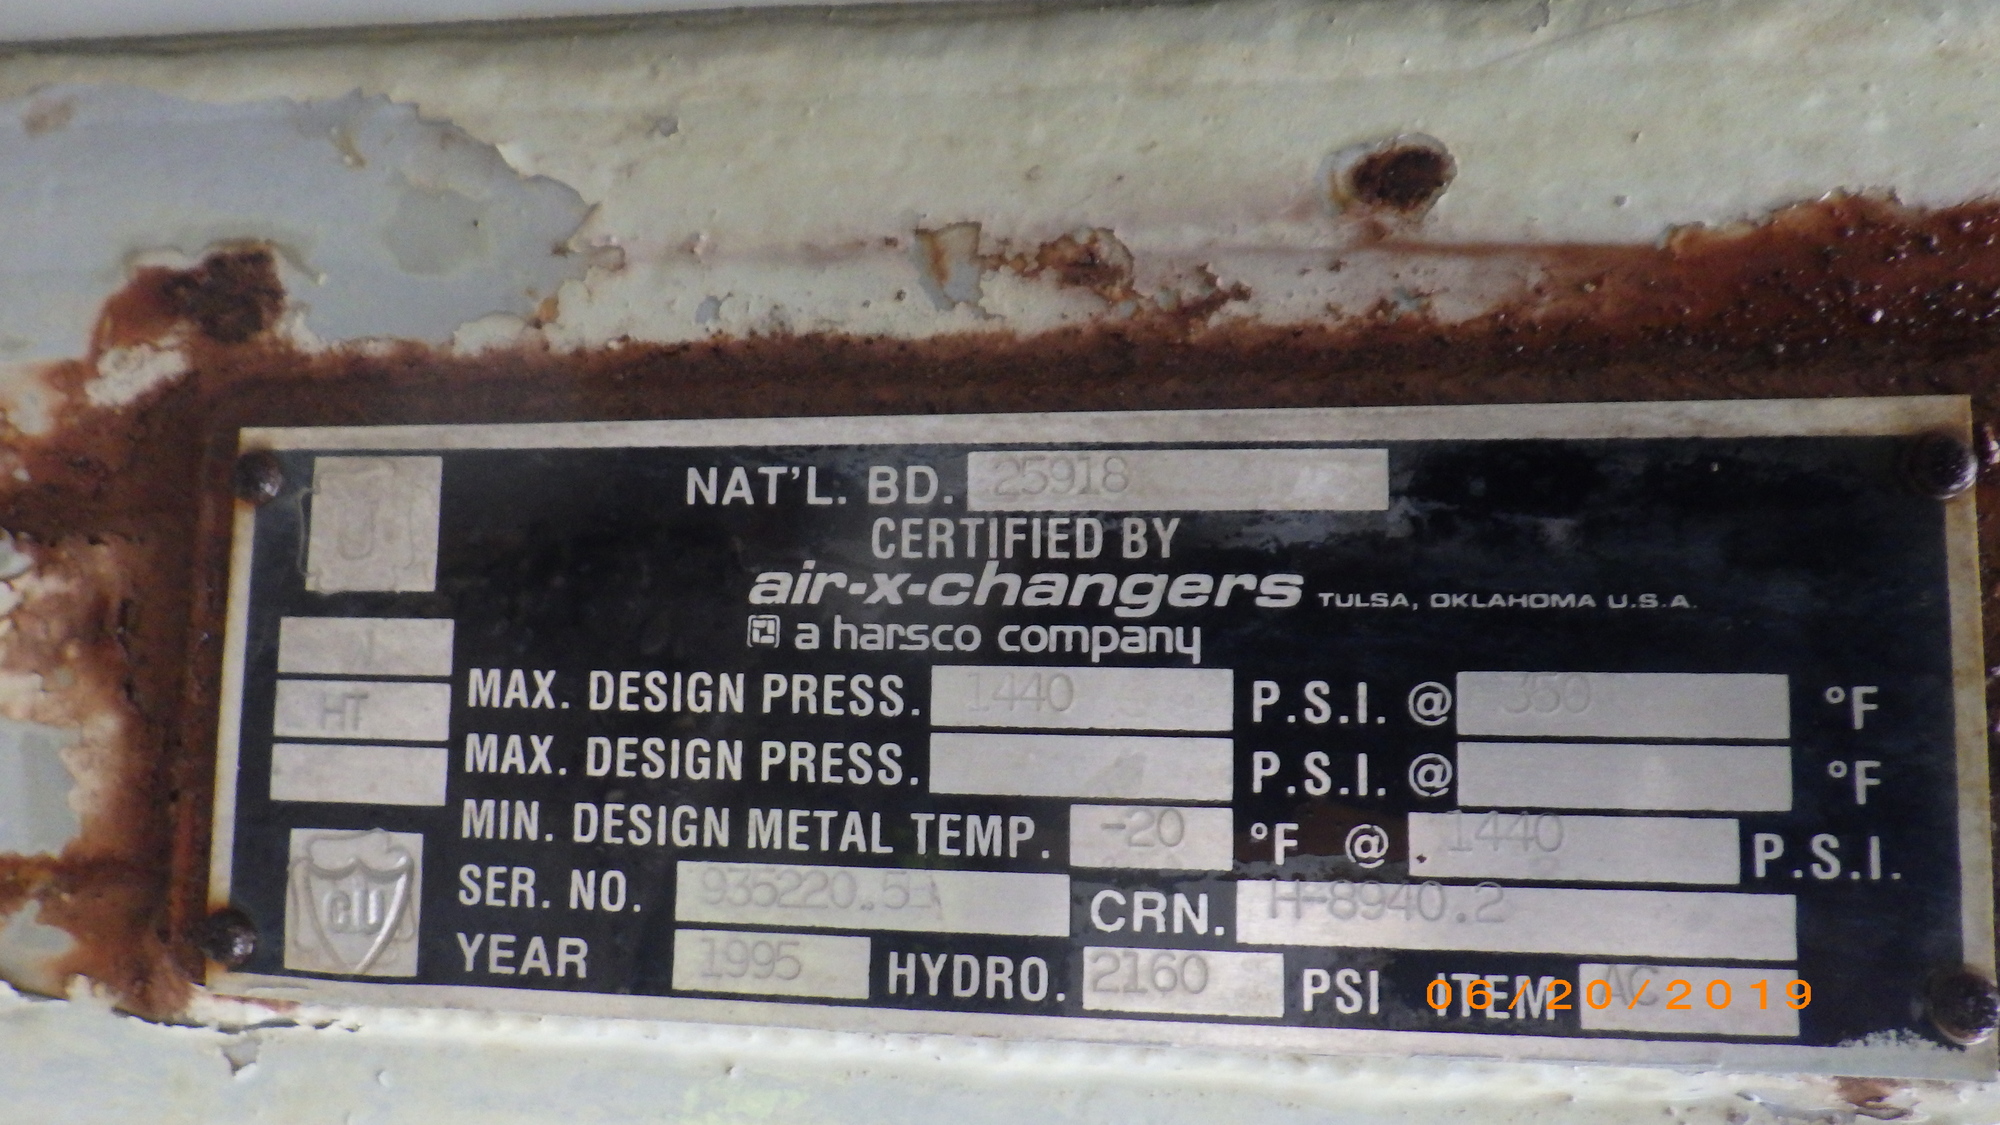 U
NAT'L. BD. 25918
CERTIFIED BY
air-x-changers TULSA, OKLAHOMA U.S.A.
a harsco company
W
HT
MAX. DESIGN PRESS. 1440 P.S.I. @ 350 °F
MAX. DESIGN PRESS. P.S.I. @ °F
MIN. DESIGN METAL TEMP. -20 °F @ 1440 P.S.I.
SER. NO. CRN. H-8940.2
YEAR 1995 HYDRO. 2160 PSI ITEM AC
06/20/2019